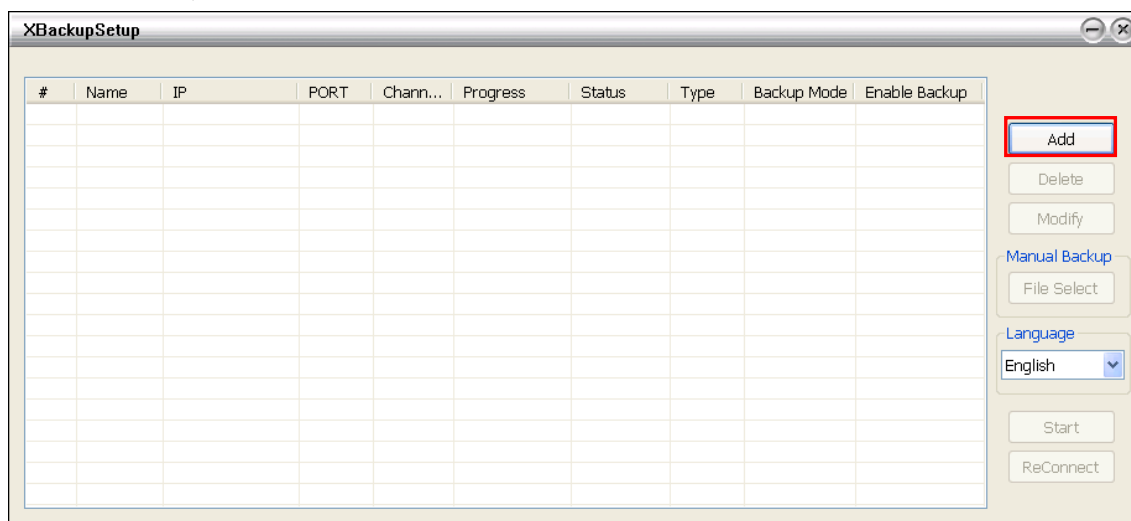 XBackupSetup
# Name IP PORT Chann... Progress Status Type Backup Mode Enable Backup
Add
Delete
Modify
Manual Backup
File Select
Language
English
Start
ReConnect